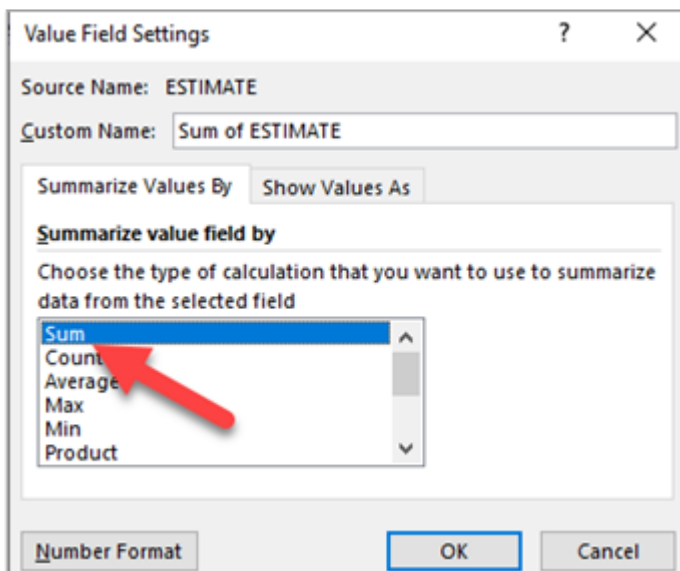 Value Field Settings ? ×
Source Name: ESTIMATE
Custom Name: Sum of ESTIMATE
Summarize Values By Show Values As
Summarize value field by
Choose the type of calculation that you want to use to summarize
data from the selected field
Sum
Count
Average
Max
Min
Product
Number Format OK Cancel